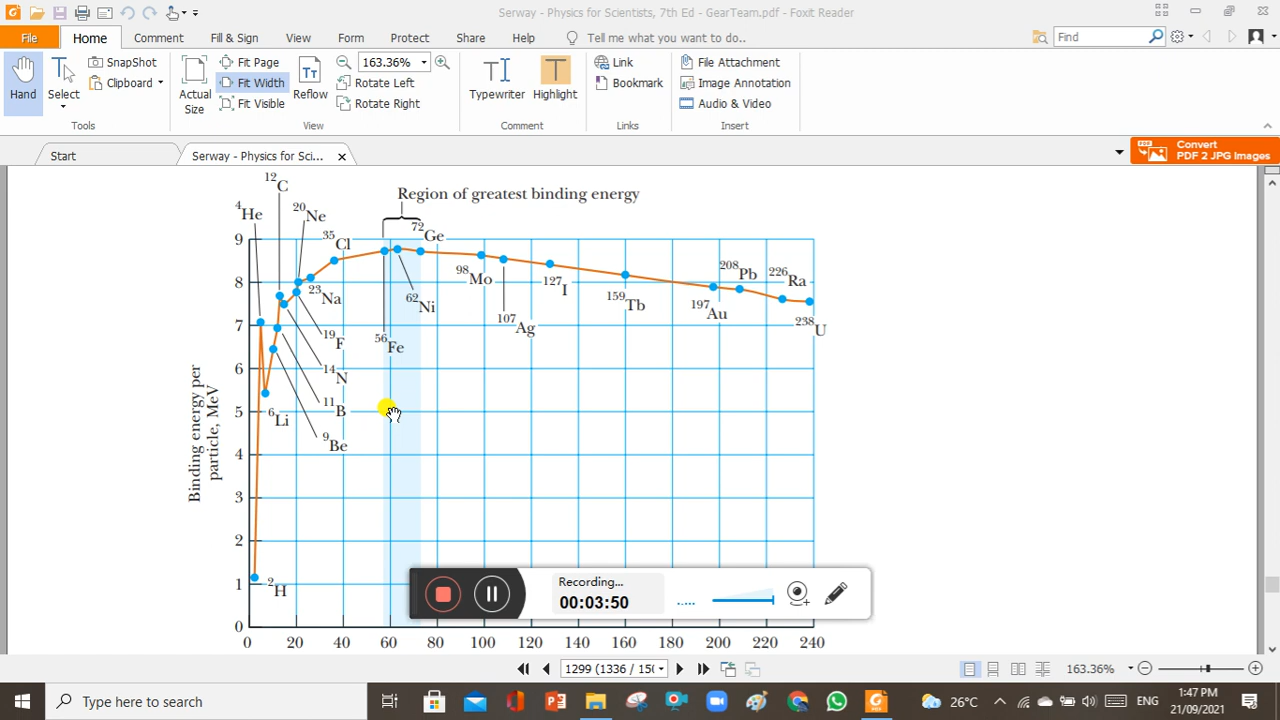 Serway - Physics for Scientists, 7th Ed - GearTeam.pdf - Foxit Reader
File Home Comment Fill & Sign View Form Protect Share Help Tell me what you want to do.. Find
Hand
Select
SnapShot
Clipboard
Tools
Actual
Size
Fit Page
Fit Width
Fit Visible
Reflow
163.36%
Rotate Left
Rotate Right
View
Typewriter
Highlight
Comment
Link
Bookmark
Links
File Attachment
Image Annotation
Audio & Video
Insert
Start
Serway - Physics for Sci...
Convert
PDF 2 JPG Images
Region of greatest binding energy
12C
4He
20Ne
35Cl
72Ge
98Mo
208Pb
226Ra
23Na
62Ni
127I
159Tb
197Au
107Ag
238U
19F
56Fe
14N
11B
6Li
9Be
2H
Binding energy per
particle, MeV
9
8
7
6
5
4
3
2
1
0
0 20 40 60 80 100 120 140 160 180 200 220 240
Recording...
00:03:50
1299 (1336 / 150
163.36%
Type here to search
26°C
ENG
1:47 PM
21/09/2021